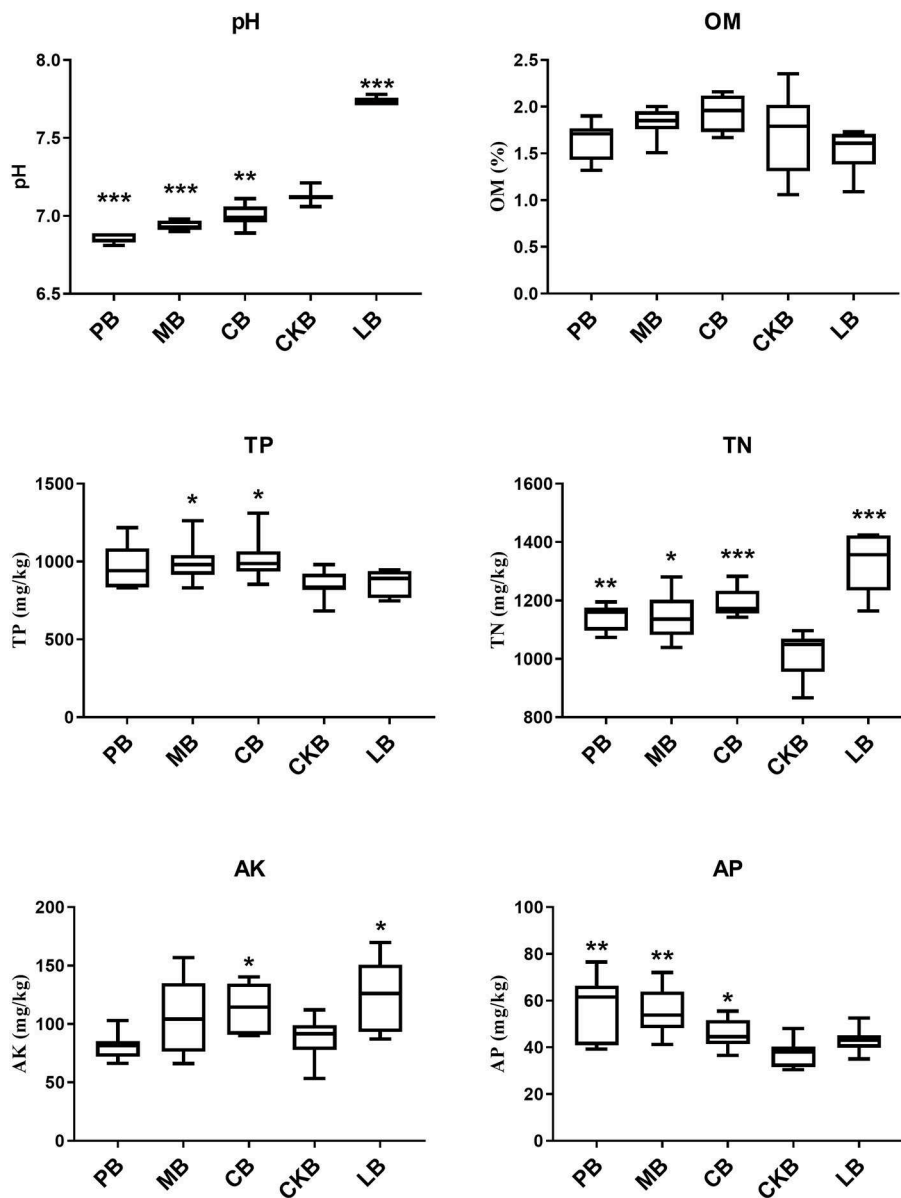 pH
pH
8.0
7.5
7.0
6.5
***
***
**
***
PB
MB
CB
CKB
LB
OM
OM (%)
2.5
2.0
1.5
1.0
0.5
0.0
PB
MB
CB
CKB
LB
TP
TP (mg/kg)
1500
1000
500
0
*
*
PB
MB
CB
CKB
LB
TN
TN (mg/kg)
1600
1400
1200
1000
800
**
*
***
***
PB
MB
CB
CKB
LB
AK
AK (mg/kg)
200
150
100
50
0
*
*
PB
MB
CB
CKB
LB
AP
AP (mg/kg)
100
80
60
40
20
0
**
**
*
PB
MB
CB
CKB
LB